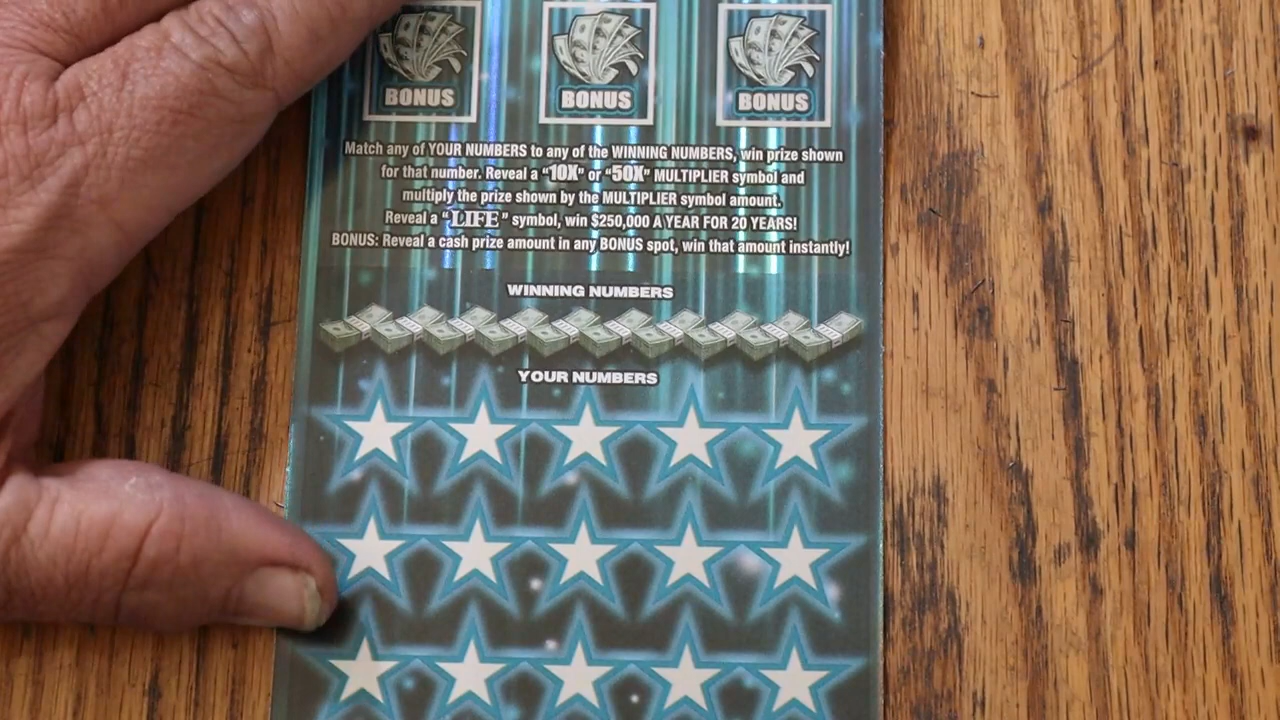 BONUS BONUS BONUS
Match any of YOUR NUMBERS to any of the WINNING NUMBERS, win prize shown
for that number. Reveal a “10X” or “50X” MULTIPLIER symbol and
multiply the prize shown by the MULTIPLIER symbol amount.
Reveal a “LIFE” symbol, win $250,000 A YEAR FOR 20 YEARS!
BONUS: Reveal a cash prize amount in any BONUS spot, win that amount instantly!
WINNING NUMBERS
YOUR NUMBERS